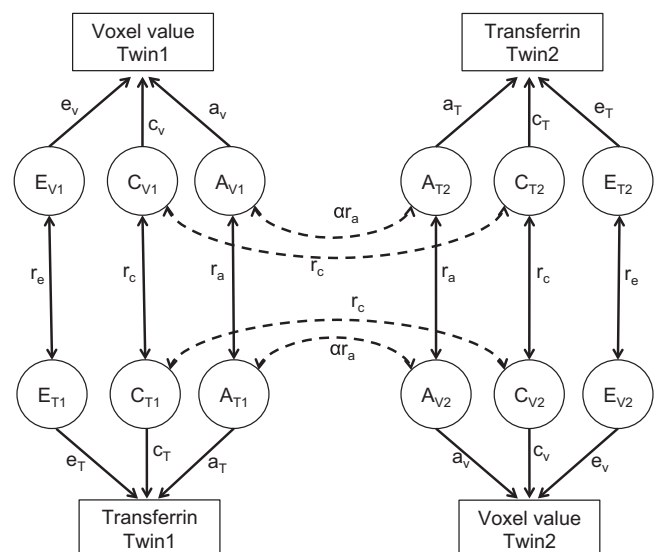 Voxel value
Twin1
Transferrin
Twin2
e_v
c_v
a_v
a_T
c_T
e_T
E_V1
C_V1
A_V1
A_T2
C_T2
E_T2
αr_a
r_c
r_e
r_c
r_a
r_a
r_c
r_e
r_c
αr_a
E_T1
C_T1
A_T1
A_V2
C_V2
E_V2
e_T
c_T
a_T
a_v
c_v
e_v
Transferrin
Twin1
Voxel value
Twin2